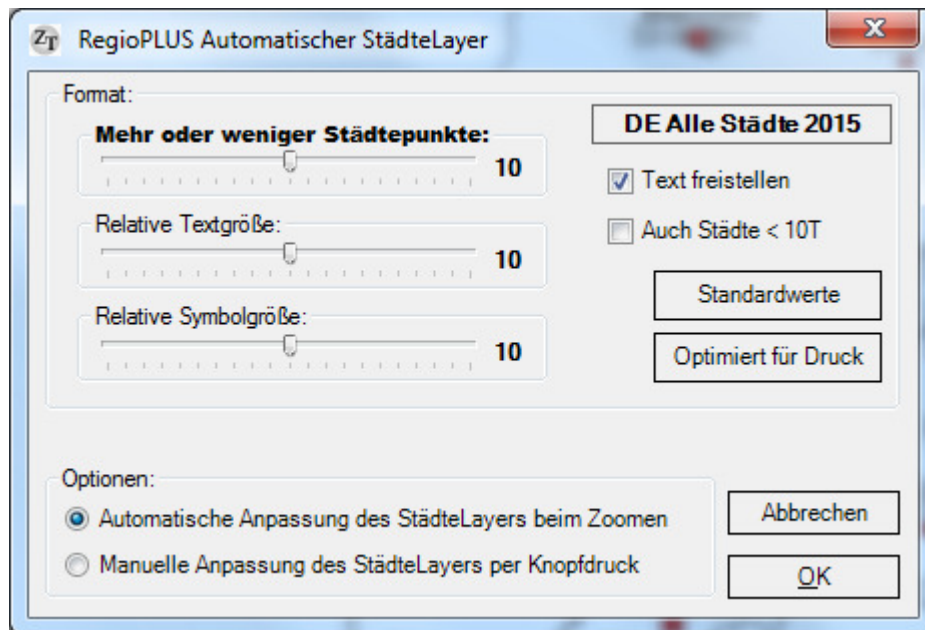 ZT RegioPLUS Automatischer StädteLayer
X
Format:
Mehr oder weniger Städtepunkte:
10
DE Alle Städte 2015
Text freistellen
Relative Textgröße:
10
Auch Städte < 10T
Standardwerte
Relative Symbolgröße:
10
Optimiert für Druck
Optionen:
Automatische Anpassung des StädteLayers beim Zoomen
Manuelle Anpassung des StädteLayers per Knopfdruck
Abbrechen
OK